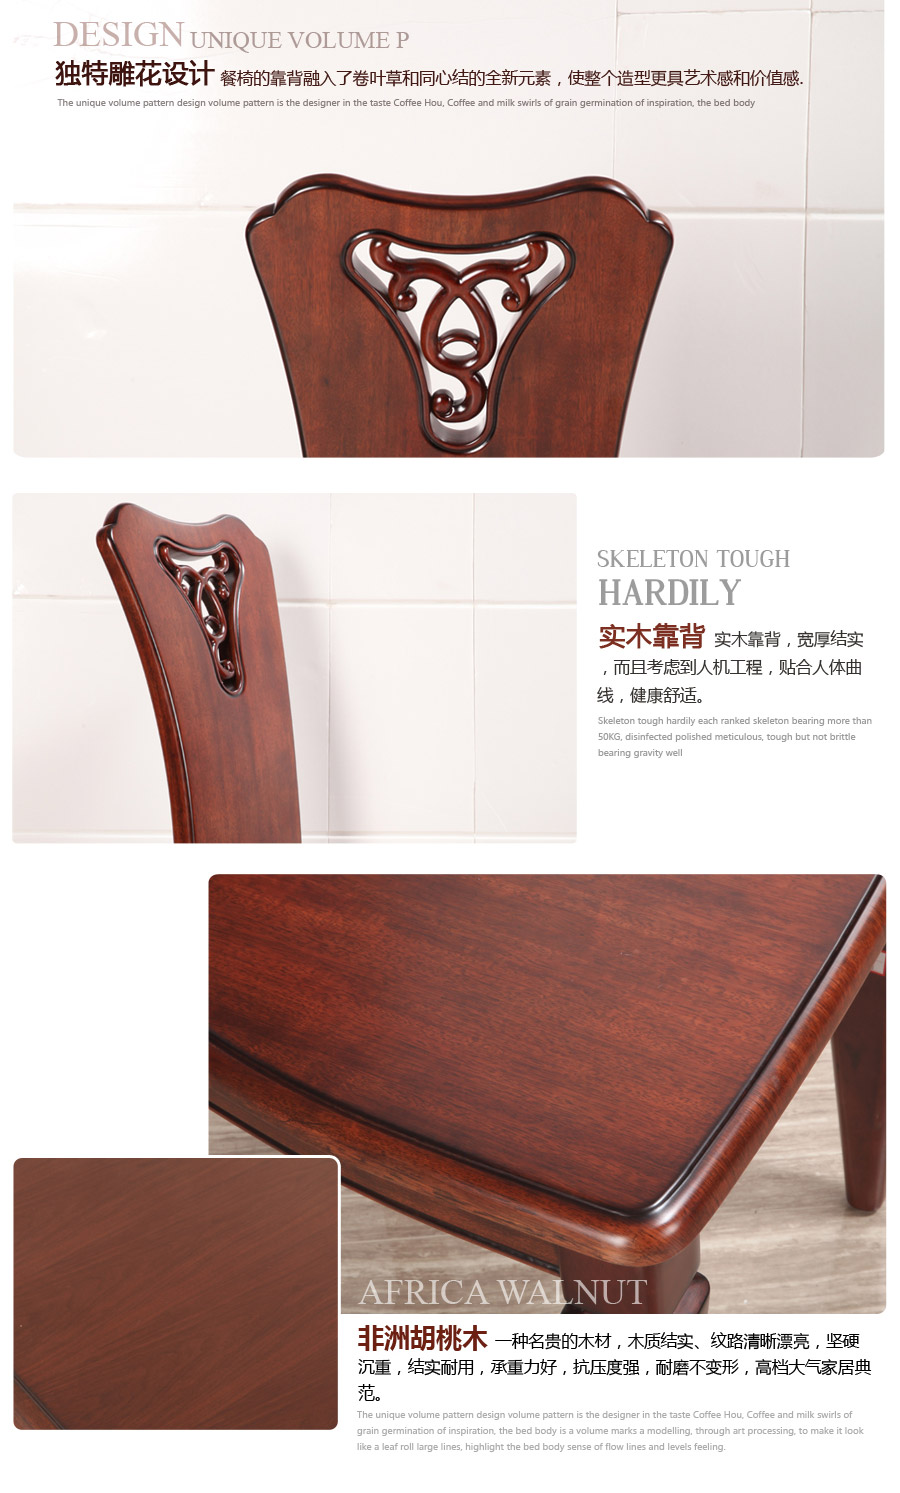 DESIGN UNIQUE VOLUME P
独特雕花设计 餐椅的靠背融入了卷叶草和同心结的全新元素，使整个造型更具艺术感和价值感.
The unique volume pattern design volume pattern is the designer in the taste Coffee Hou, Coffee and milk swirls of grain germination of inspiration, the bed body
SKELETON TOUGH
HARDILY
实木靠背 实木靠背，宽厚结实
，而且考虑到人机工程，贴合人体曲
线，健康舒适。
Skeleton tough hardily each ranked skeleton bearing more than
50KG, disinfected polished meticulous, tough but not brittle
bearing gravity well
AFRICA WALNUT
非洲胡桃木 一种名贵的木材，木质结实、纹路清晰漂亮，坚硬
沉重，结实耐用，承重力好，抗压度强，耐磨不变形，高档大气家居典
范。
The unique volume pattern design volume pattern is the designer in the taste Coffee Hou, Coffee and milk swirls of
grain germination of inspiration, the bed body is a volume marks a modelling, through art processing, to make it look
like a leaf roll large lines, highlight the bed body sense of flow lines and levels feeling.